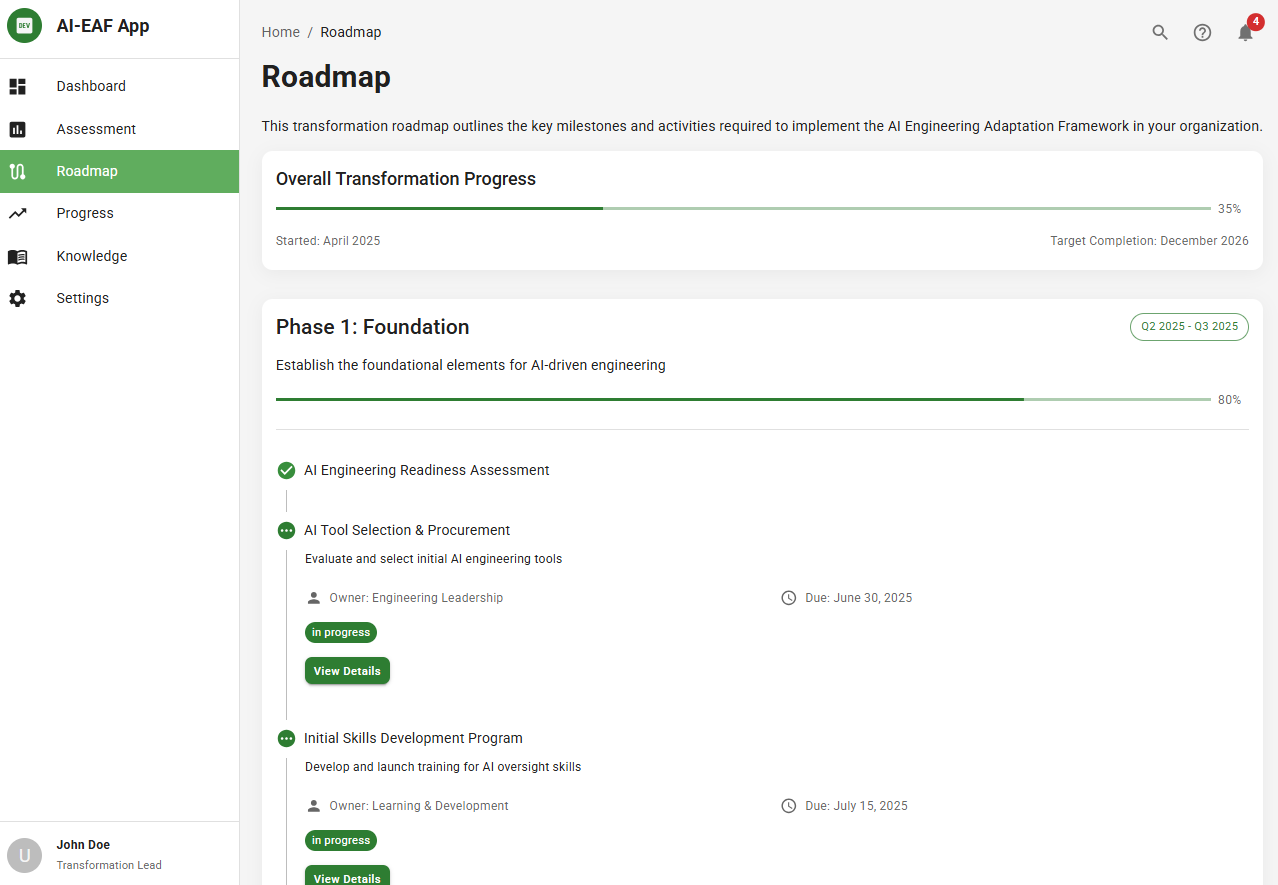 DEV
AI-EAF App
Dashboard
Assessment
Roadmap
Progress
Knowledge
Settings
U
John Doe
Transformation Lead
Home / Roadmap
4
Roadmap
This transformation roadmap outlines the key milestones and activities required to implement the AI Engineering Adaptation Framework in your organization.
Overall Transformation Progress
35%
Started: April 2025
Target Completion: December 2026
Phase 1: Foundation
Q2 2025 - Q3 2025
Establish the foundational elements for AI-driven engineering
80%
AI Engineering Readiness Assessment
AI Tool Selection & Procurement
Evaluate and select initial AI engineering tools
Owner: Engineering Leadership
Due: June 30, 2025
in progress
View Details
Initial Skills Development Program
Develop and launch training for AI oversight skills
Owner: Learning & Development
Due: July 15, 2025
in progress
View Details